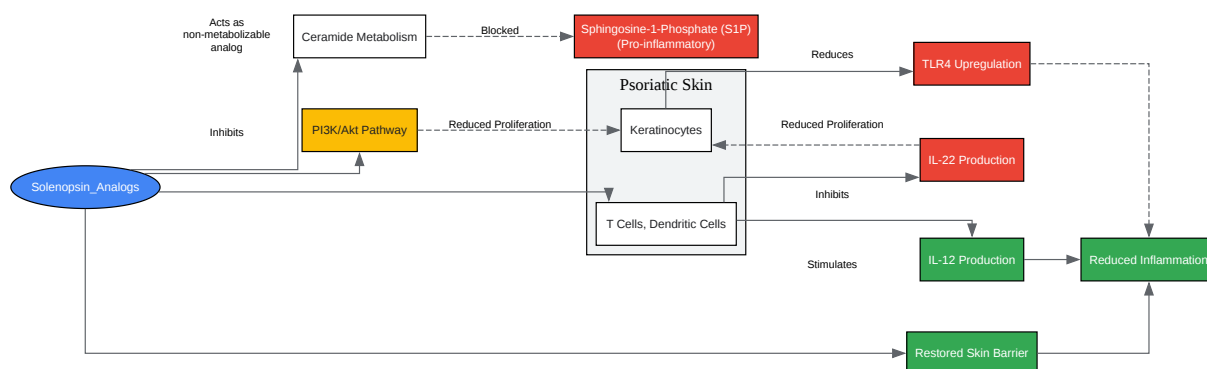 Acts as
non-metabolizable
analog
Ceramide Metabolism
Blocked
Sphingosine-1-Phosphate (S1P)
(Pro-inflammatory)
Reduces
TLR4 Upregulation
Psoriatic Skin
Inhibits
PI3K/Akt Pathway
Reduced Proliferation
Keratinocytes
Reduced Proliferation
IL-22 Production
Solenopsin_Analogs
T Cells, Dendritic Cells
Inhibits
Stimulates
IL-12 Production
Reduced Inflammation
Restored Skin Barrier